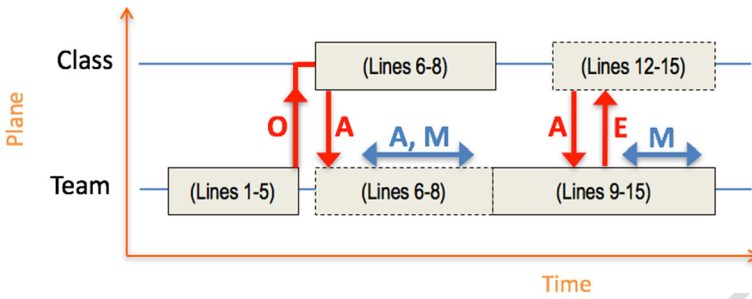 Class
(Lines 6-8)
(Lines 12-15)
Plane
O
A
A, M
A
E
M
Team
(Lines 1-5)
(Lines 6-8)
(Lines 9-15)
Time